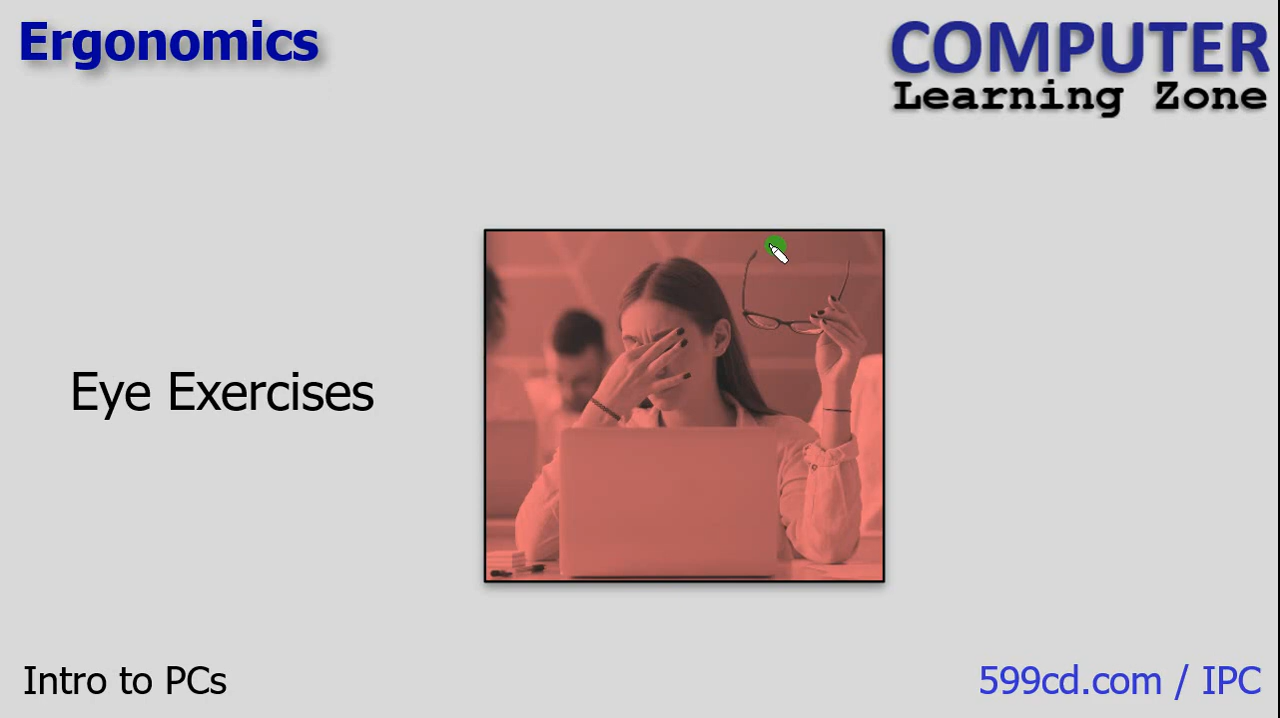 Ergonomics
COMPUTER
Learning Zone
Eye Exercises
Intro to PCs
599cd.com / IPC